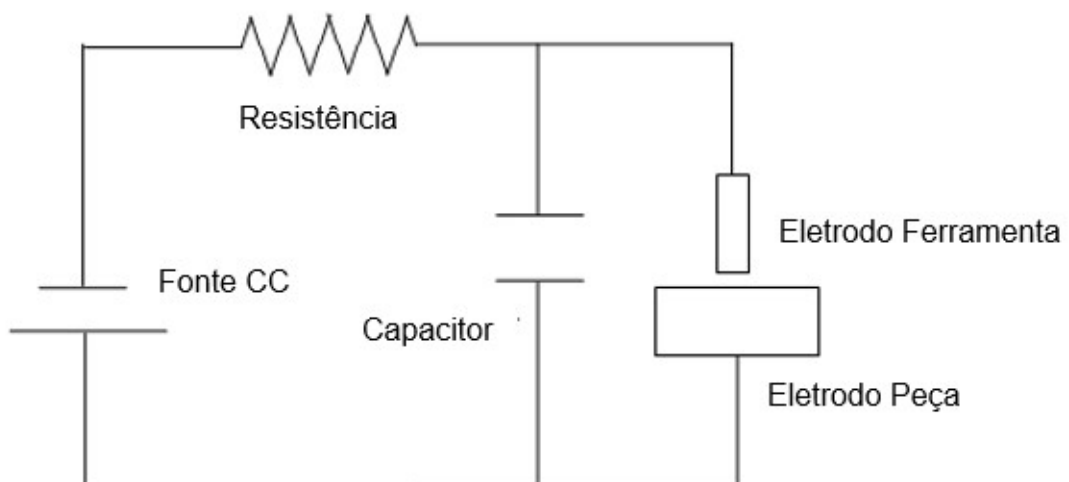 Resistência
Eletrodo Ferramenta
Fonte CC
Capacitor
Eletrodo Peça